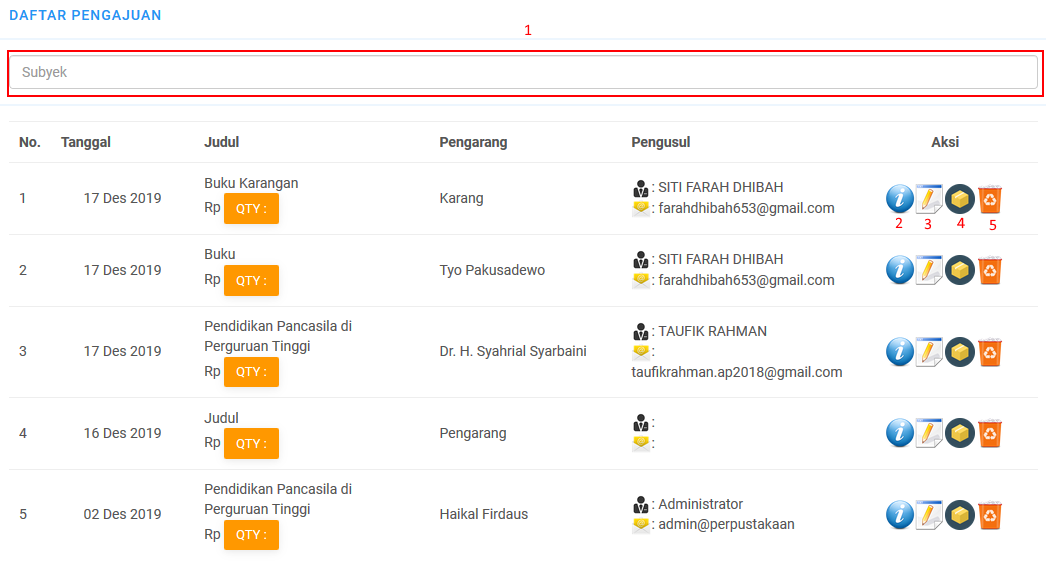 DAFTAR PENGAJUAN
1
Subyek
No. Tanggal Judul Pengarang Pengusul Aksi
1 17 Des 2019 Buku Karangan Karang : SITI FARAH DHIBAH
Rp QTY : : farahdhibah653@gmail.com
2 3 4 5
2 17 Des 2019 Buku Tyo Pakusadewo : SITI FARAH DHIBAH
Rp QTY : : farahdhibah653@gmail.com
3 17 Des 2019 Pendidikan Pancasila di Dr. H. Syahrial Syarbaini : TAUFIK RAHMAN
Perguruan Tinggi :
Rp QTY : taufikrahman.ap2018@gmail.com
4 16 Des 2019 Judul Pengarang :
Rp QTY : :
5 02 Des 2019 Pendidikan Pancasila di Haikal Firdaus : Administrator
Perguruan Tinggi : admin@perpustakaan
Rp QTY :